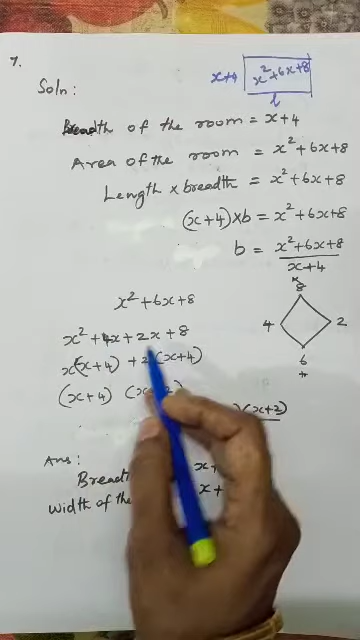 7.
Soln:
x+4
x²+6x+8
l
Breadth of the room = x+4
Area of the room = x²+6x+8
Length x breadth = x²+6x+8
(x+4)xb = x²+6x+8
b = x²+6x+8
x+4
x²+6x+8
x
8
x² + 4x + 2x + 8
4 2
x(x+4) + 2(x+4)
6
+
(x+4) (x+2)
)(x+2)
Ans:
Breadth x+
width of the x+